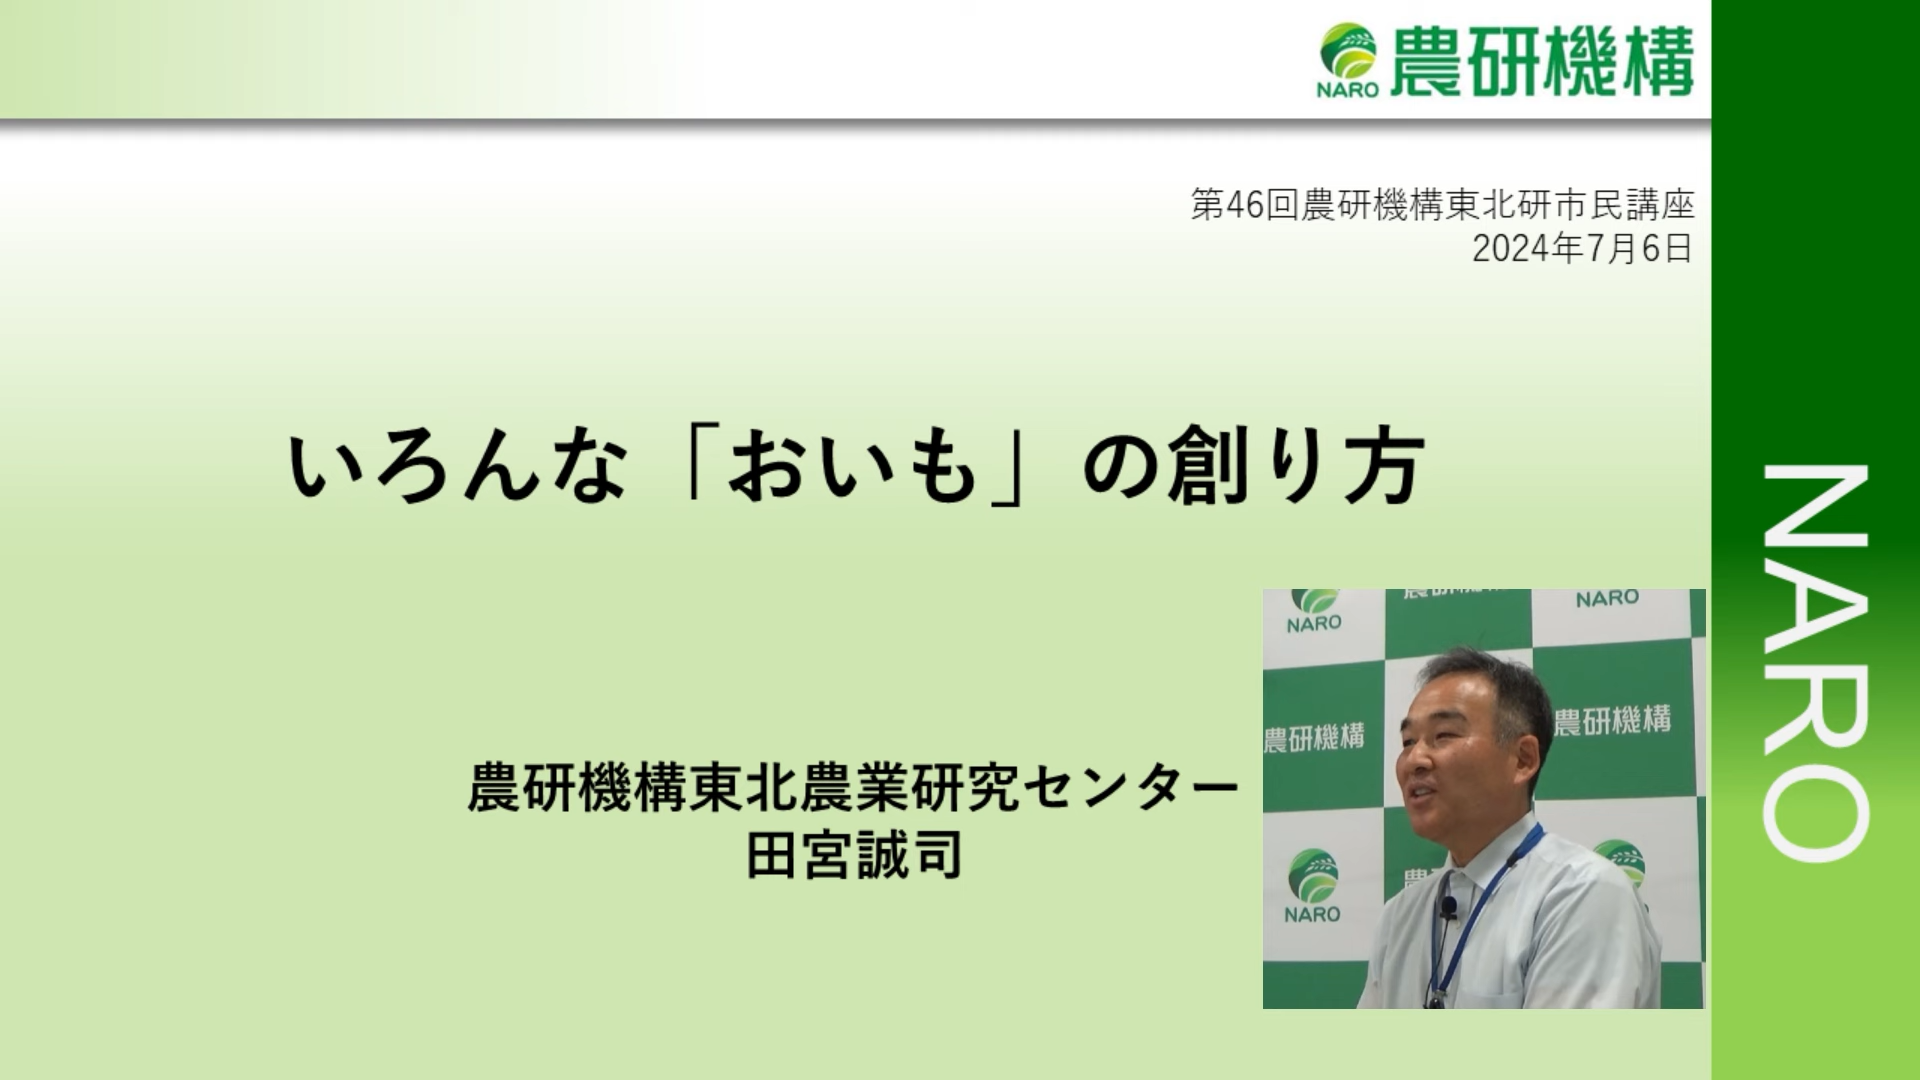 NARO 農研機構
第46回農研機構東北研市民講座
2024年7月6日
いろんな「おいも」の創り方
農研機構東北農業研究センター
田宮誠司
NARO
NARO
NARO
農研機構
農研機構
NARO